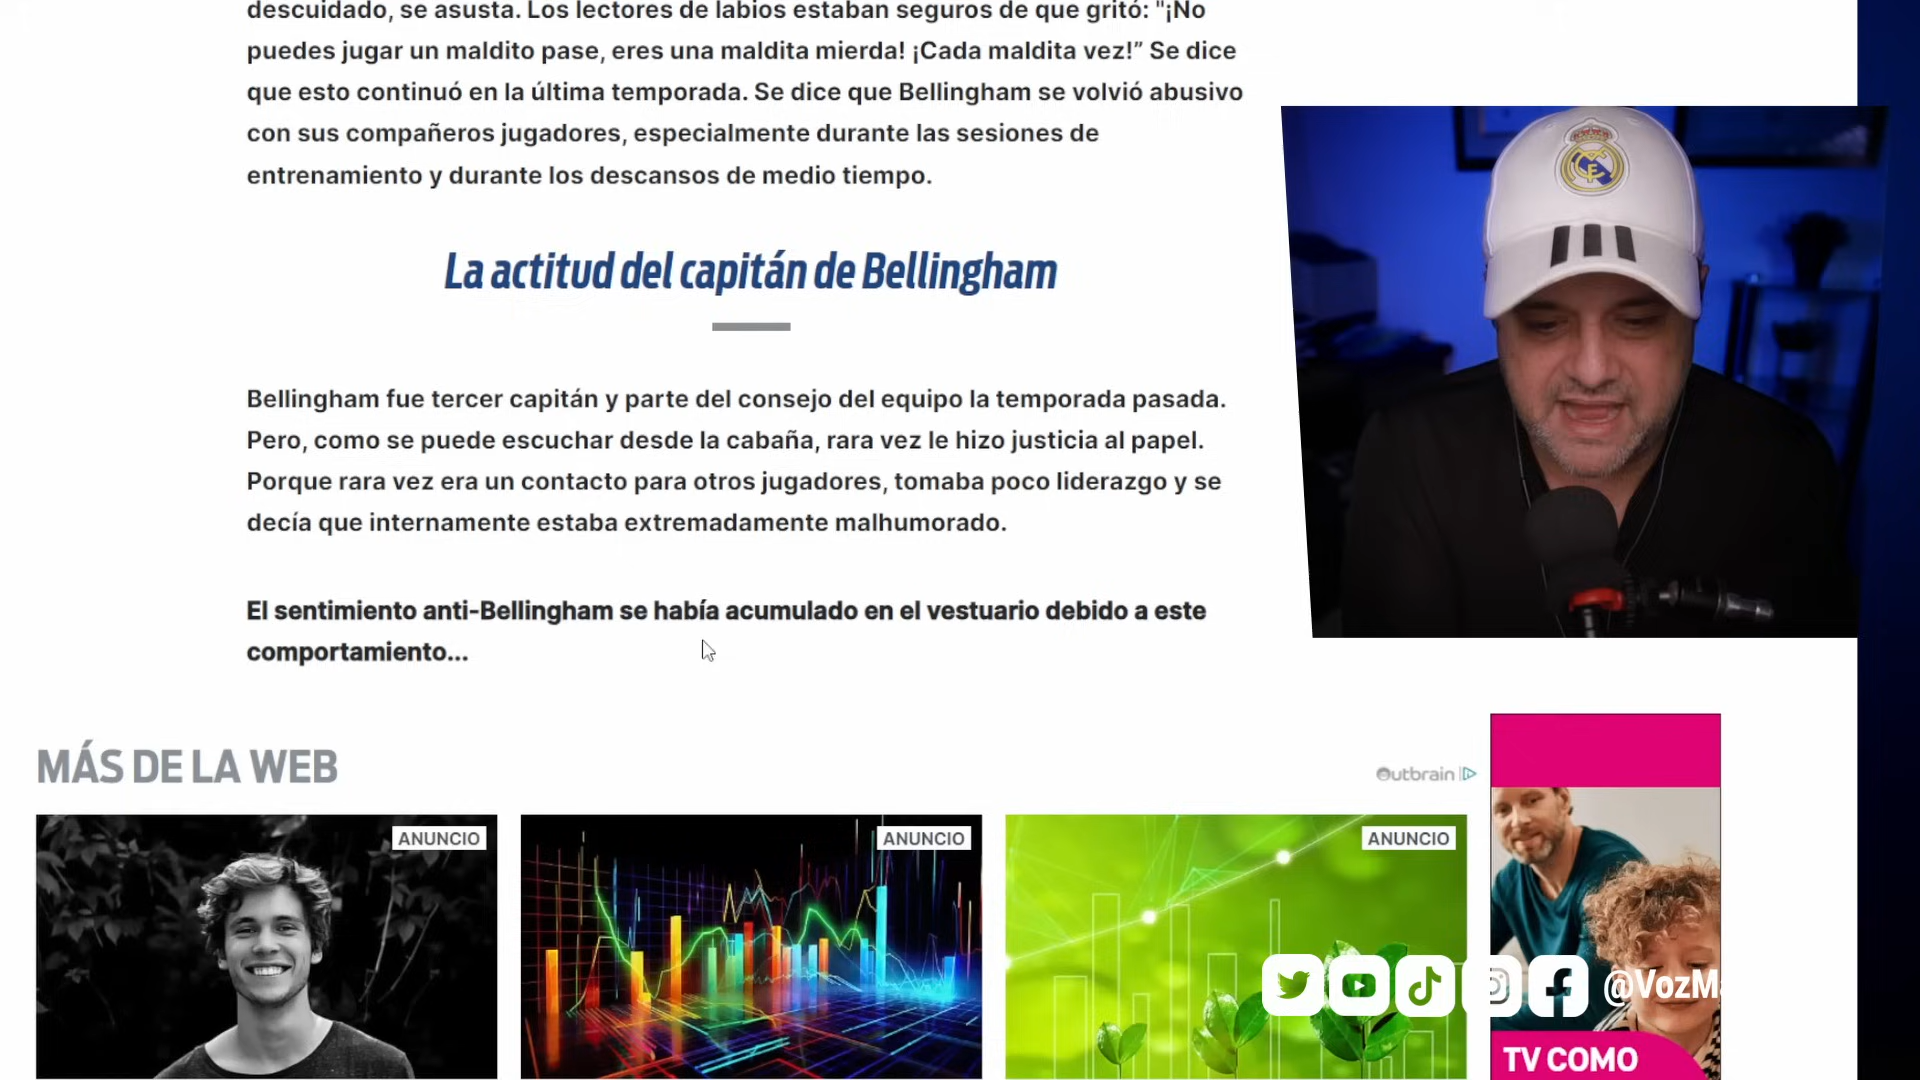 descuidado, se asusta. Los lectores de labios estaban seguros de que gritó: "¡No
puedes jugar un maldito pase, eres una maldita mierda! ¡Cada maldita vez!” Se dice
que esto continuó en la última temporada. Se dice que Bellingham se volvió abusivo
con sus compañeros jugadores, especialmente durante las sesiones de
entrenamiento y durante los descansos de medio tiempo.
La actitud del capitán de Bellingham
Bellingham fue tercer capitán y parte del consejo del equipo la temporada pasada.
Pero, como se puede escuchar desde la cabaña, rara vez le hizo justicia al papel.
Porque rara vez era un contacto para otros jugadores, tomaba poco liderazgo y se
decía que internamente estaba extremadamente malhumorado.
El sentimiento anti-Bellingham se había acumulado en el vestuario debido a este
comportamiento...
MÁS DE LA WEB
Outbrain
ANUNCIO
ANUNCIO
ANUNCIO
TV COMO